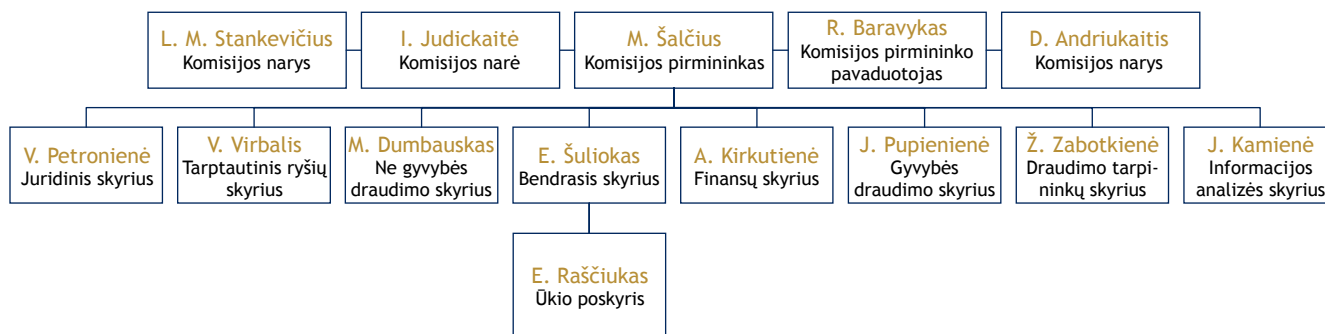 L. M. Stankevičius
Komisijos narys
I. Judickaitė
Komisijos narė
M. Šalčius
Komisijos pirmininkas
R. Baravykas
Komisijos pirmininko
pavaduotojas
D. Andriukaitis
Komisijos narys
V. Petronienė
Juridinis skyrius
V. Virbalis
Tarptautinis ryšių
skyrius
M. Dumbauskas
Ne gyvybės
draudimo skyrius
E. Šuliokas
Bendrasis skyrius
A. Kirkutienė
Finansų skyrius
J. Pupienienė
Gyvybės
draudimo skyrius
Ž. Zabotkienė
Draudimo tarpi-
ninkų skyrius
J. Kamienė
Informacijos
analizės skyrius
E. Raščiukas
Ūkio poskyris